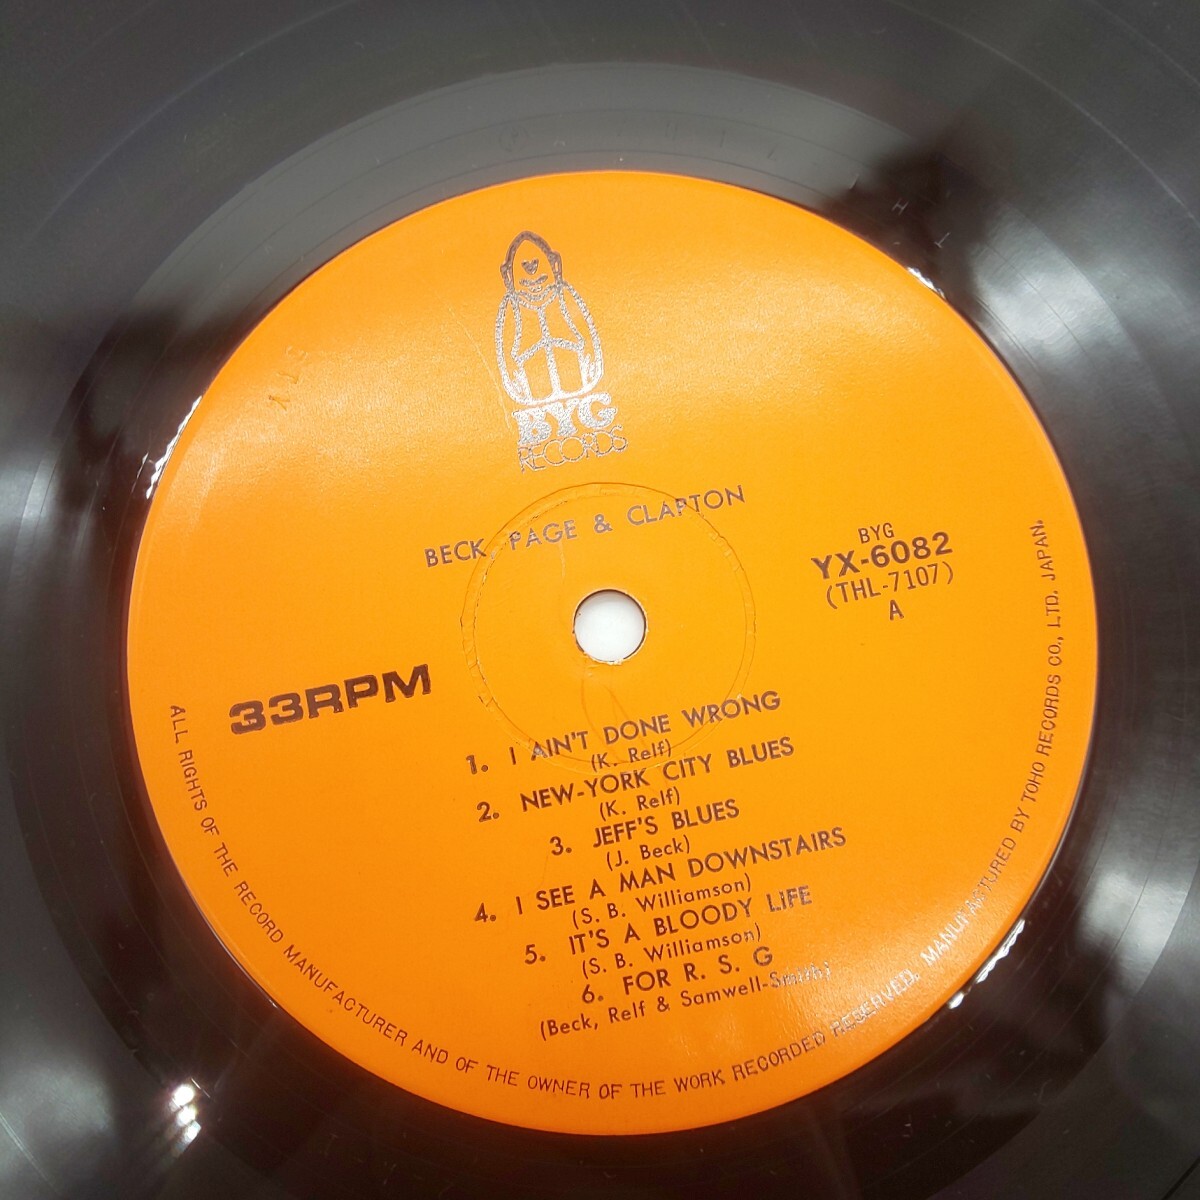 BYG
RECORDS
BECK, PAGE & CLAPTON
BYG
YX-6082
(THL-7107)
A
33RPM
1. I AIN'T DONE WRONG
(K. Relf)
2. NEW-YORK CITY BLUES
(K. Relf)
3. JEFF'S BLUES
(J. Beck)
4. I SEE A MAN DOWNSTAIRS
(S. B. Williamson)
5. IT'S A BLOODY LIFE
(S. B. Williamson)
6. FOR R. S. G
(Beck, Relf & Samwell-Smith)
ALL RIGHTS OF THE RECORD MANUFACTURER AND OF THE OWNER OF THE WORK RECORDED RESERVED. MANUFACTURED BY TOHO RECORDS CO., LTD. JAPAN.